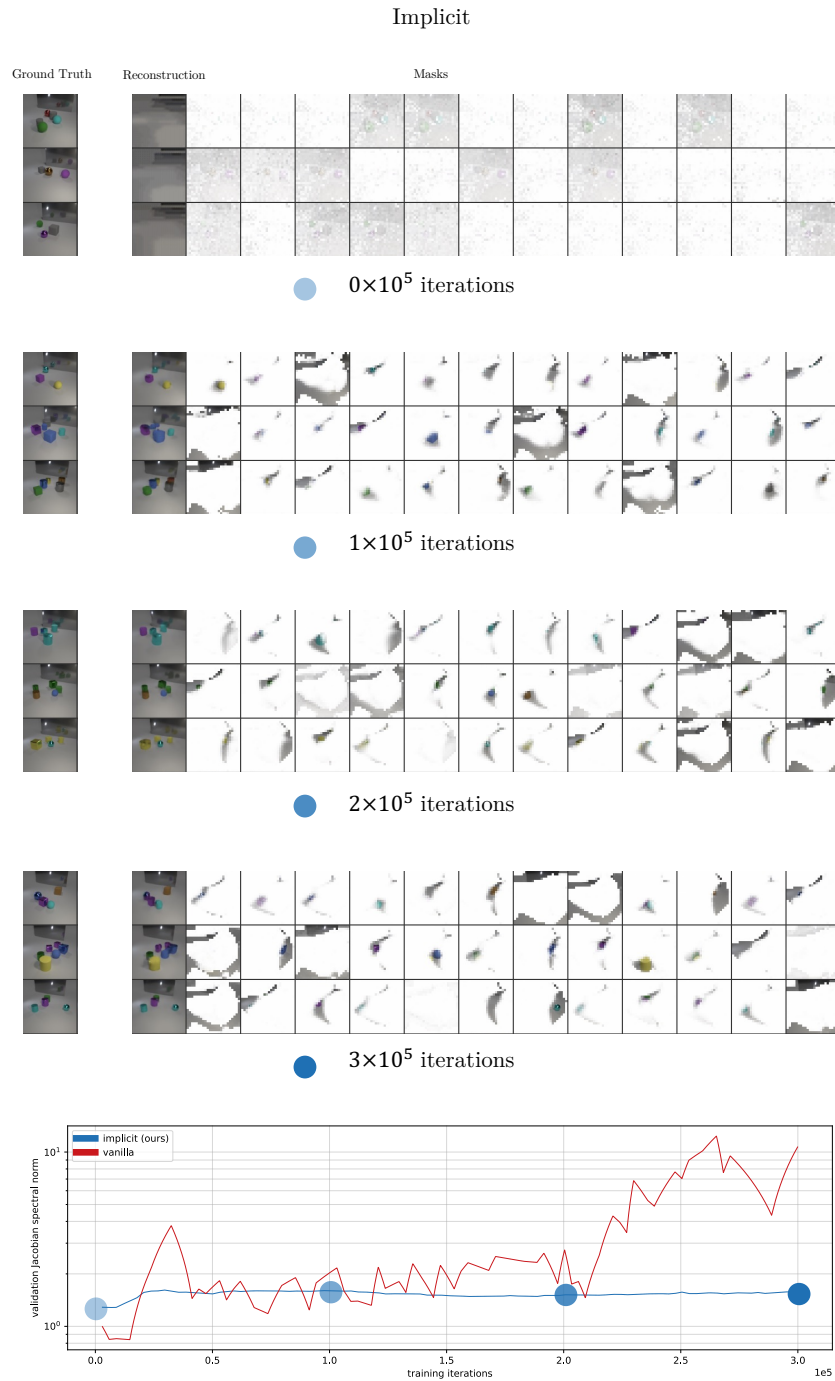 Implicit
Ground Truth Reconstruction Masks
0×10⁵ iterations
1×10⁵ iterations
2×10⁵ iterations
3×10⁵ iterations
implicit (ours)
vanilla
validation Jacobian spectral norm
10¹
10⁰
0.0 0.5 1.0 1.5 2.0 2.5 3.0
training iterations
1e5